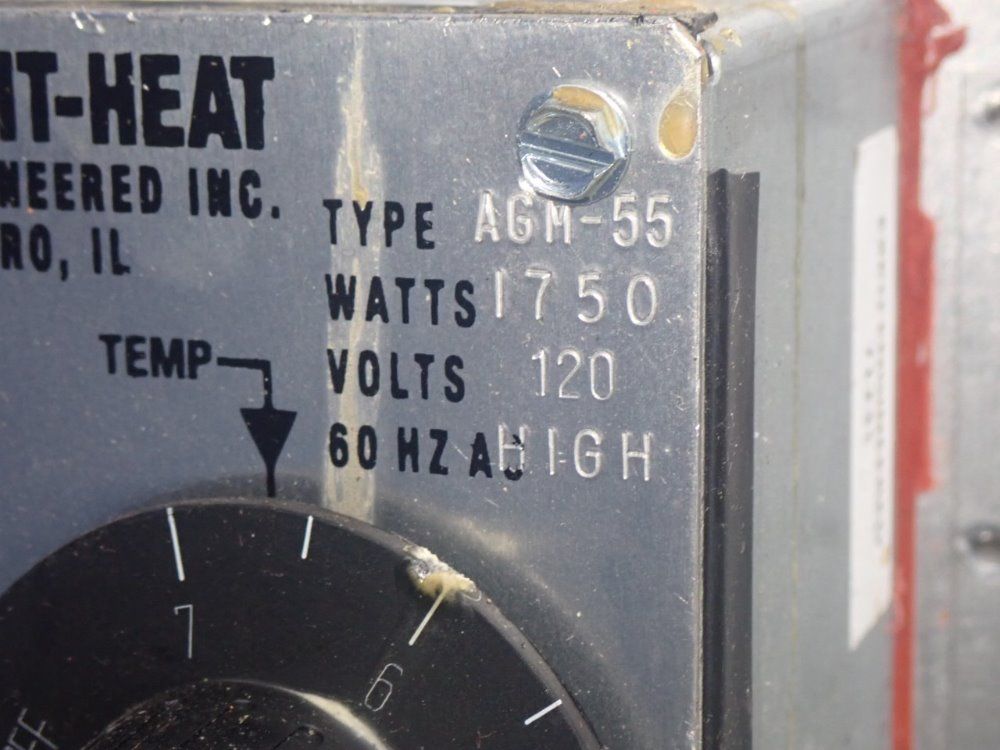 NT-HEAT
NEERED INC.
RO, IL
TYPE AGM-55
WATTS 1750
VOLTS 120
60 HZ AC HIGH
TEMP
7
6